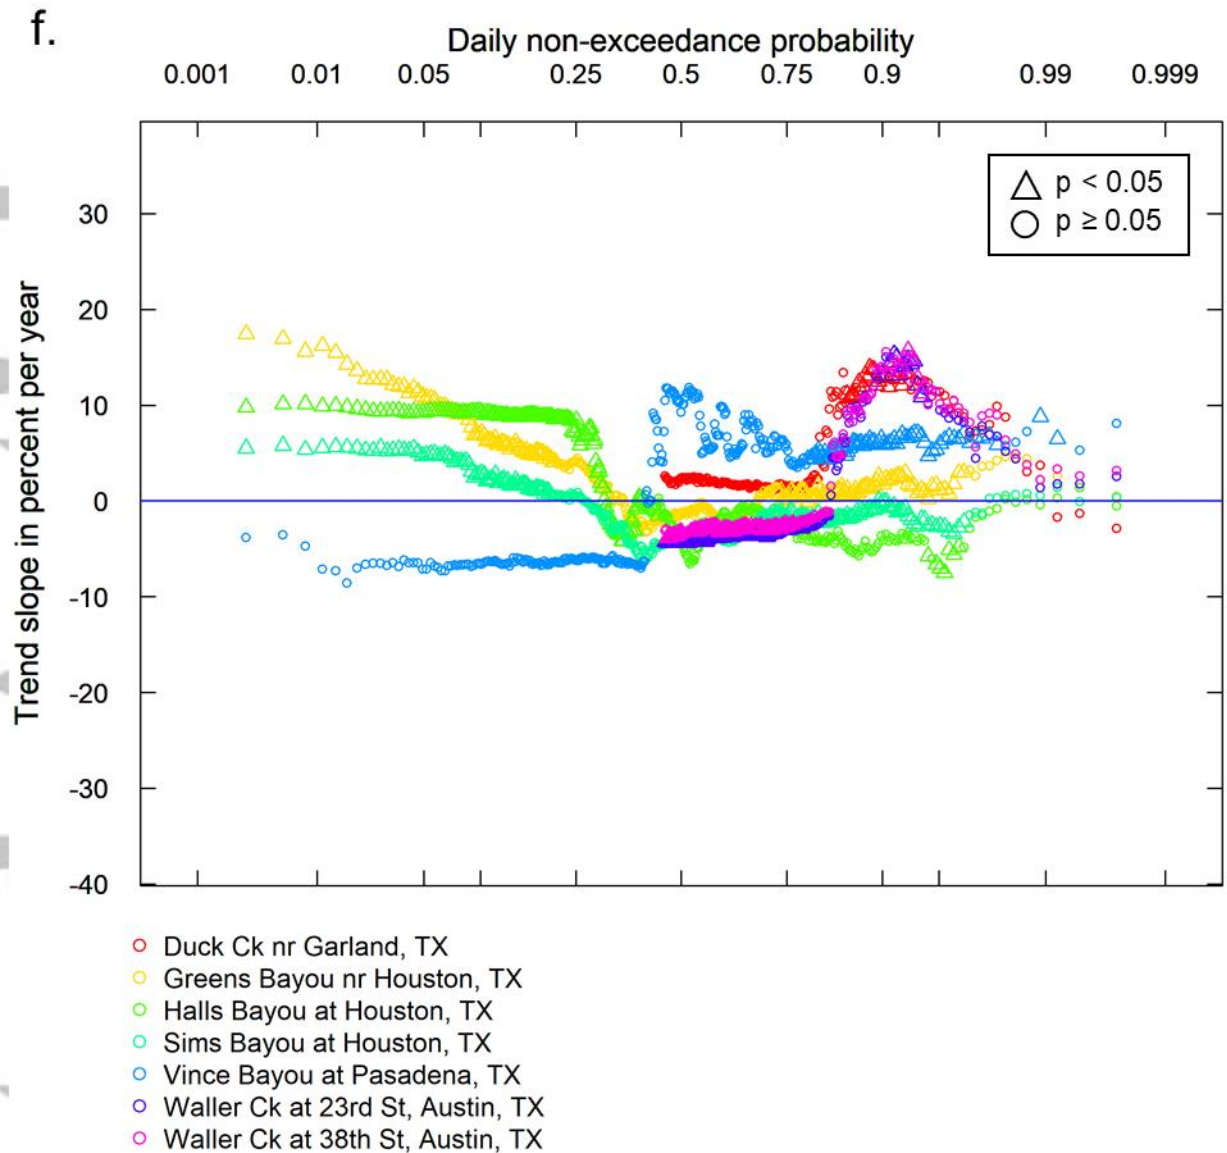 f.
Daily non-exceedance probability
0.001 0.01 0.05 0.25 0.5 0.75 0.9 0.99 0.999
p < 0.05
p ≥ 0.05
Trend slope in percent per year
30
20
10
0
-10
-20
-30
-40
Duck Ck nr Garland, TX
Greens Bayou nr Houston, TX
Halls Bayou at Houston, TX
Sims Bayou at Houston, TX
Vince Bayou at Pasadena, TX
Waller Ck at 23rd St, Austin, TX
Waller Ck at 38th St, Austin, TX